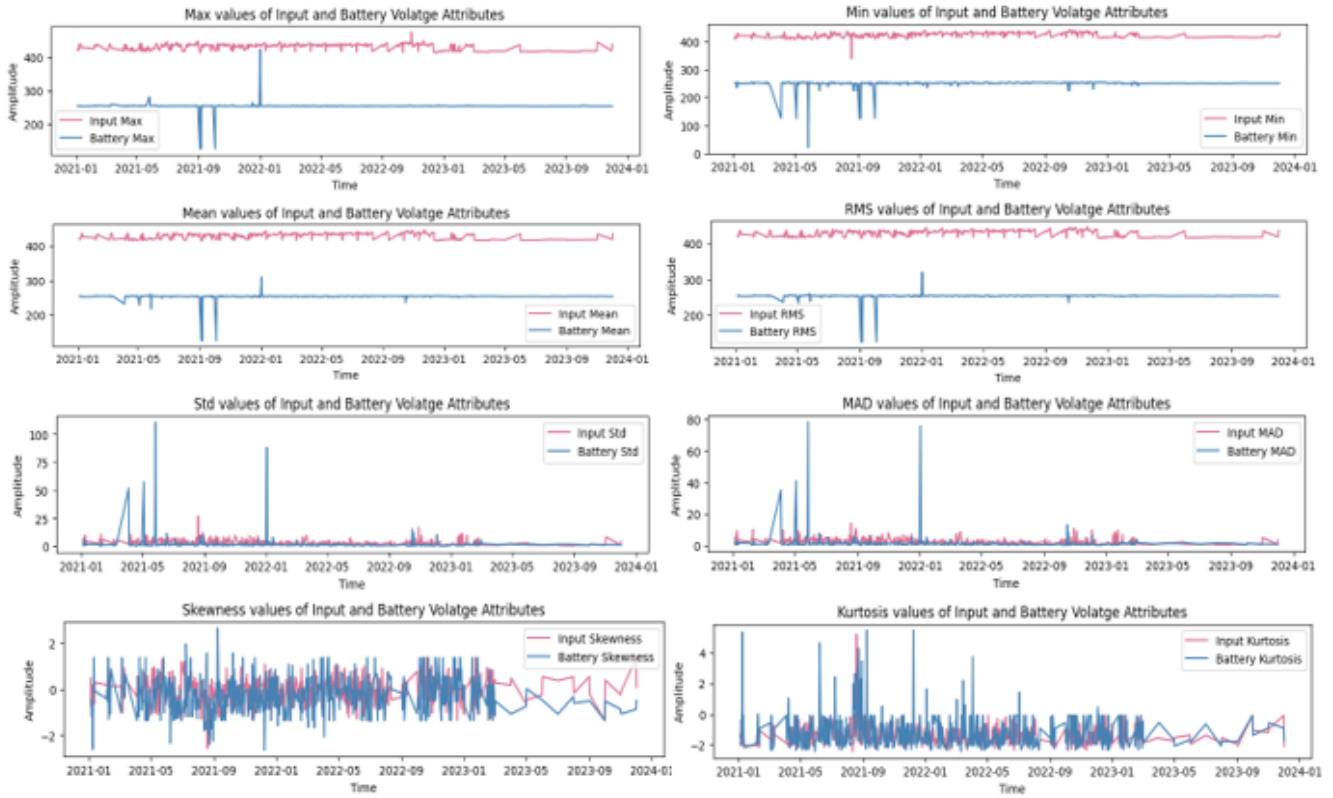 Max values of Input and Battery Volatge Attributes
Amplitude
400
300
200
Input Max
Battery Max
2021-01 2021-05 2021-09 2022-01 2022-05 2022-09 2023-01 2023-05 2023-09 2024-01
Time
Min values of Input and Battery Volatge Attributes
Amplitude
400
300
200
100
0
Input Min
Battery Min
2021-01 2021-05 2021-09 2022-01 2022-05 2022-09 2023-01 2023-05 2023-09 2024-01
Time
Mean values of Input and Battery Volatge Attributes
Amplitude
400
300
200
Input Mean
Battery Mean
2021-01 2021-05 2021-09 2022-01 2022-05 2022-09 2023-01 2023-05 2023-09 2024-01
Time
RMS values of Input and Battery Volatge Attributes
Amplitude
400
300
200
Input RMS
Battery RMS
2021-01 2021-05 2021-09 2022-01 2022-05 2022-09 2023-01 2023-05 2023-09 2024-01
Time
Std values of Input and Battery Volatge Attributes
Amplitude
100
75
50
25
0
Input Std
Battery Std
2021-01 2021-05 2021-09 2022-01 2022-05 2022-09 2023-01 2023-05 2023-09 2024-01
Time
MAD values of Input and Battery Volatge Attributes
Amplitude
80
60
40
20
0
Input MAD
Battery MAD
2021-01 2021-05 2021-09 2022-01 2022-05 2022-09 2023-01 2023-05 2023-09 2024-01
Time
Skewness values of Input and Battery Volatge Attributes
Amplitude
2
0
−2
Input Skewness
Battery Skewness
2021-01 2021-05 2021-09 2022-01 2022-05 2022-09 2023-01 2023-05 2023-09 2024-01
Time
Kurtosis values of Input and Battery Volatge Attributes
Amplitude
4
2
0
−2
Input Kurtosis
Battery Kurtosis
2021-01 2021-05 2021-09 2022-01 2022-05 2022-09 2023-01 2023-05 2023-09 2024-01
Time